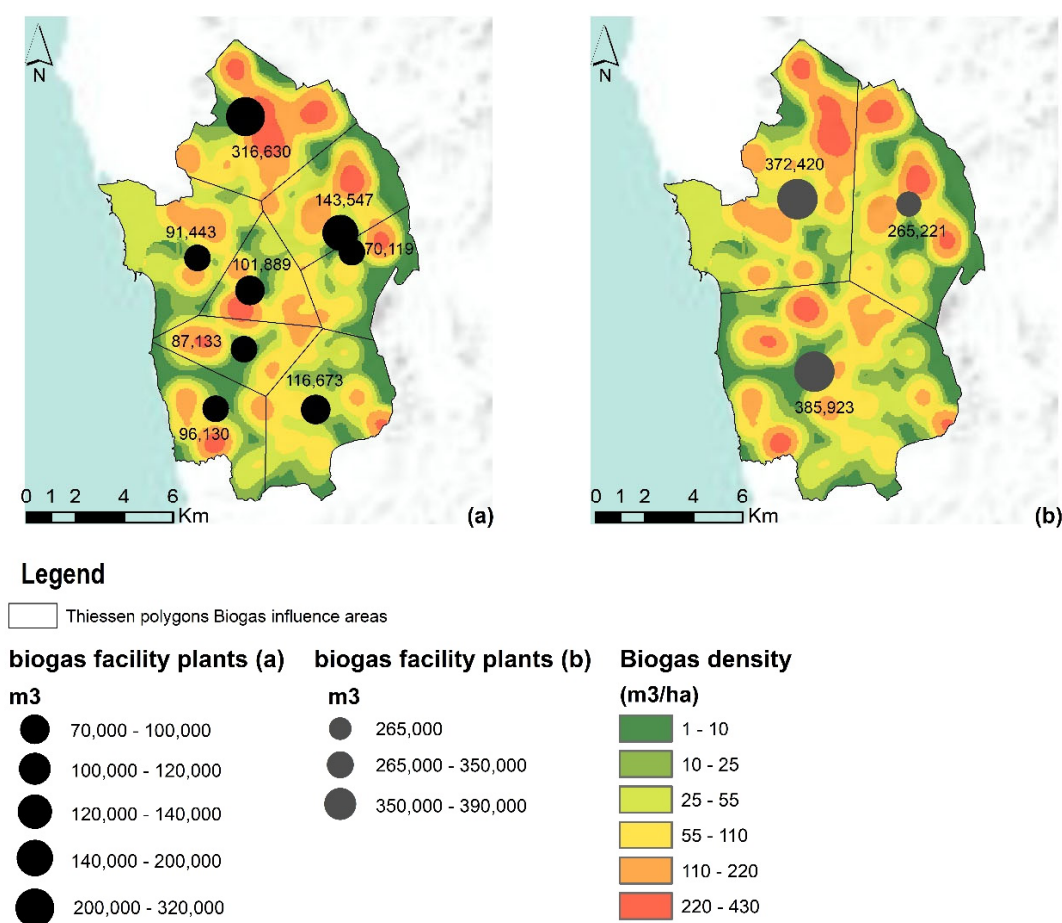 N
316,630
143,547
91,443
70,119
101,889
87,133
116,673
96,130
0 1 2 4 6
Km
(a)
N
372,420
265,221
385,923
0 1 2 4 6
Km
(b)
Legend
Thiessen polygons Biogas influence areas
biogas facility plants (a)
m3
70,000 - 100,000
100,000 - 120,000
120,000 - 140,000
140,000 - 200,000
200,000 - 320,000
biogas facility plants (b)
m3
265,000
265,000 - 350,000
350,000 - 390,000
Biogas density
(m3/ha)
1 - 10
10 - 25
25 - 55
55 - 110
110 - 220
220 - 430